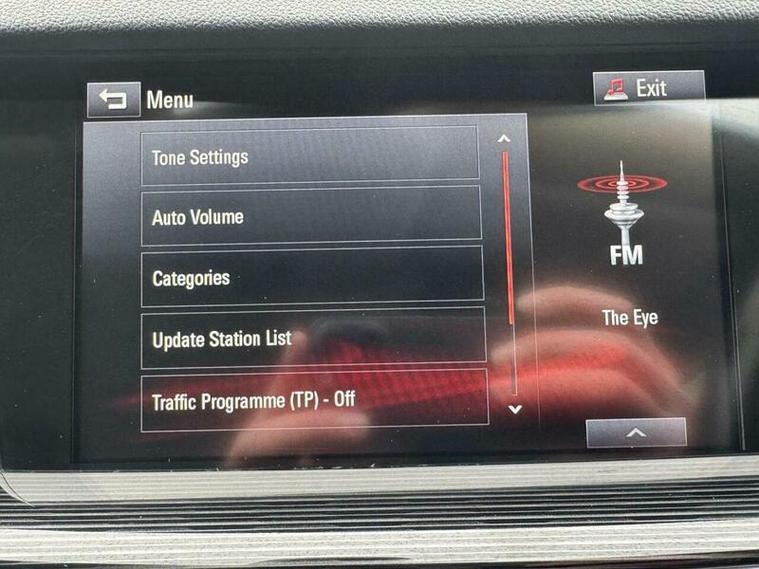 Menu
Exit
Tone Settings
Auto Volume
Categories
Update Station List
Traffic Programme (TP) - Off
FM
The Eye